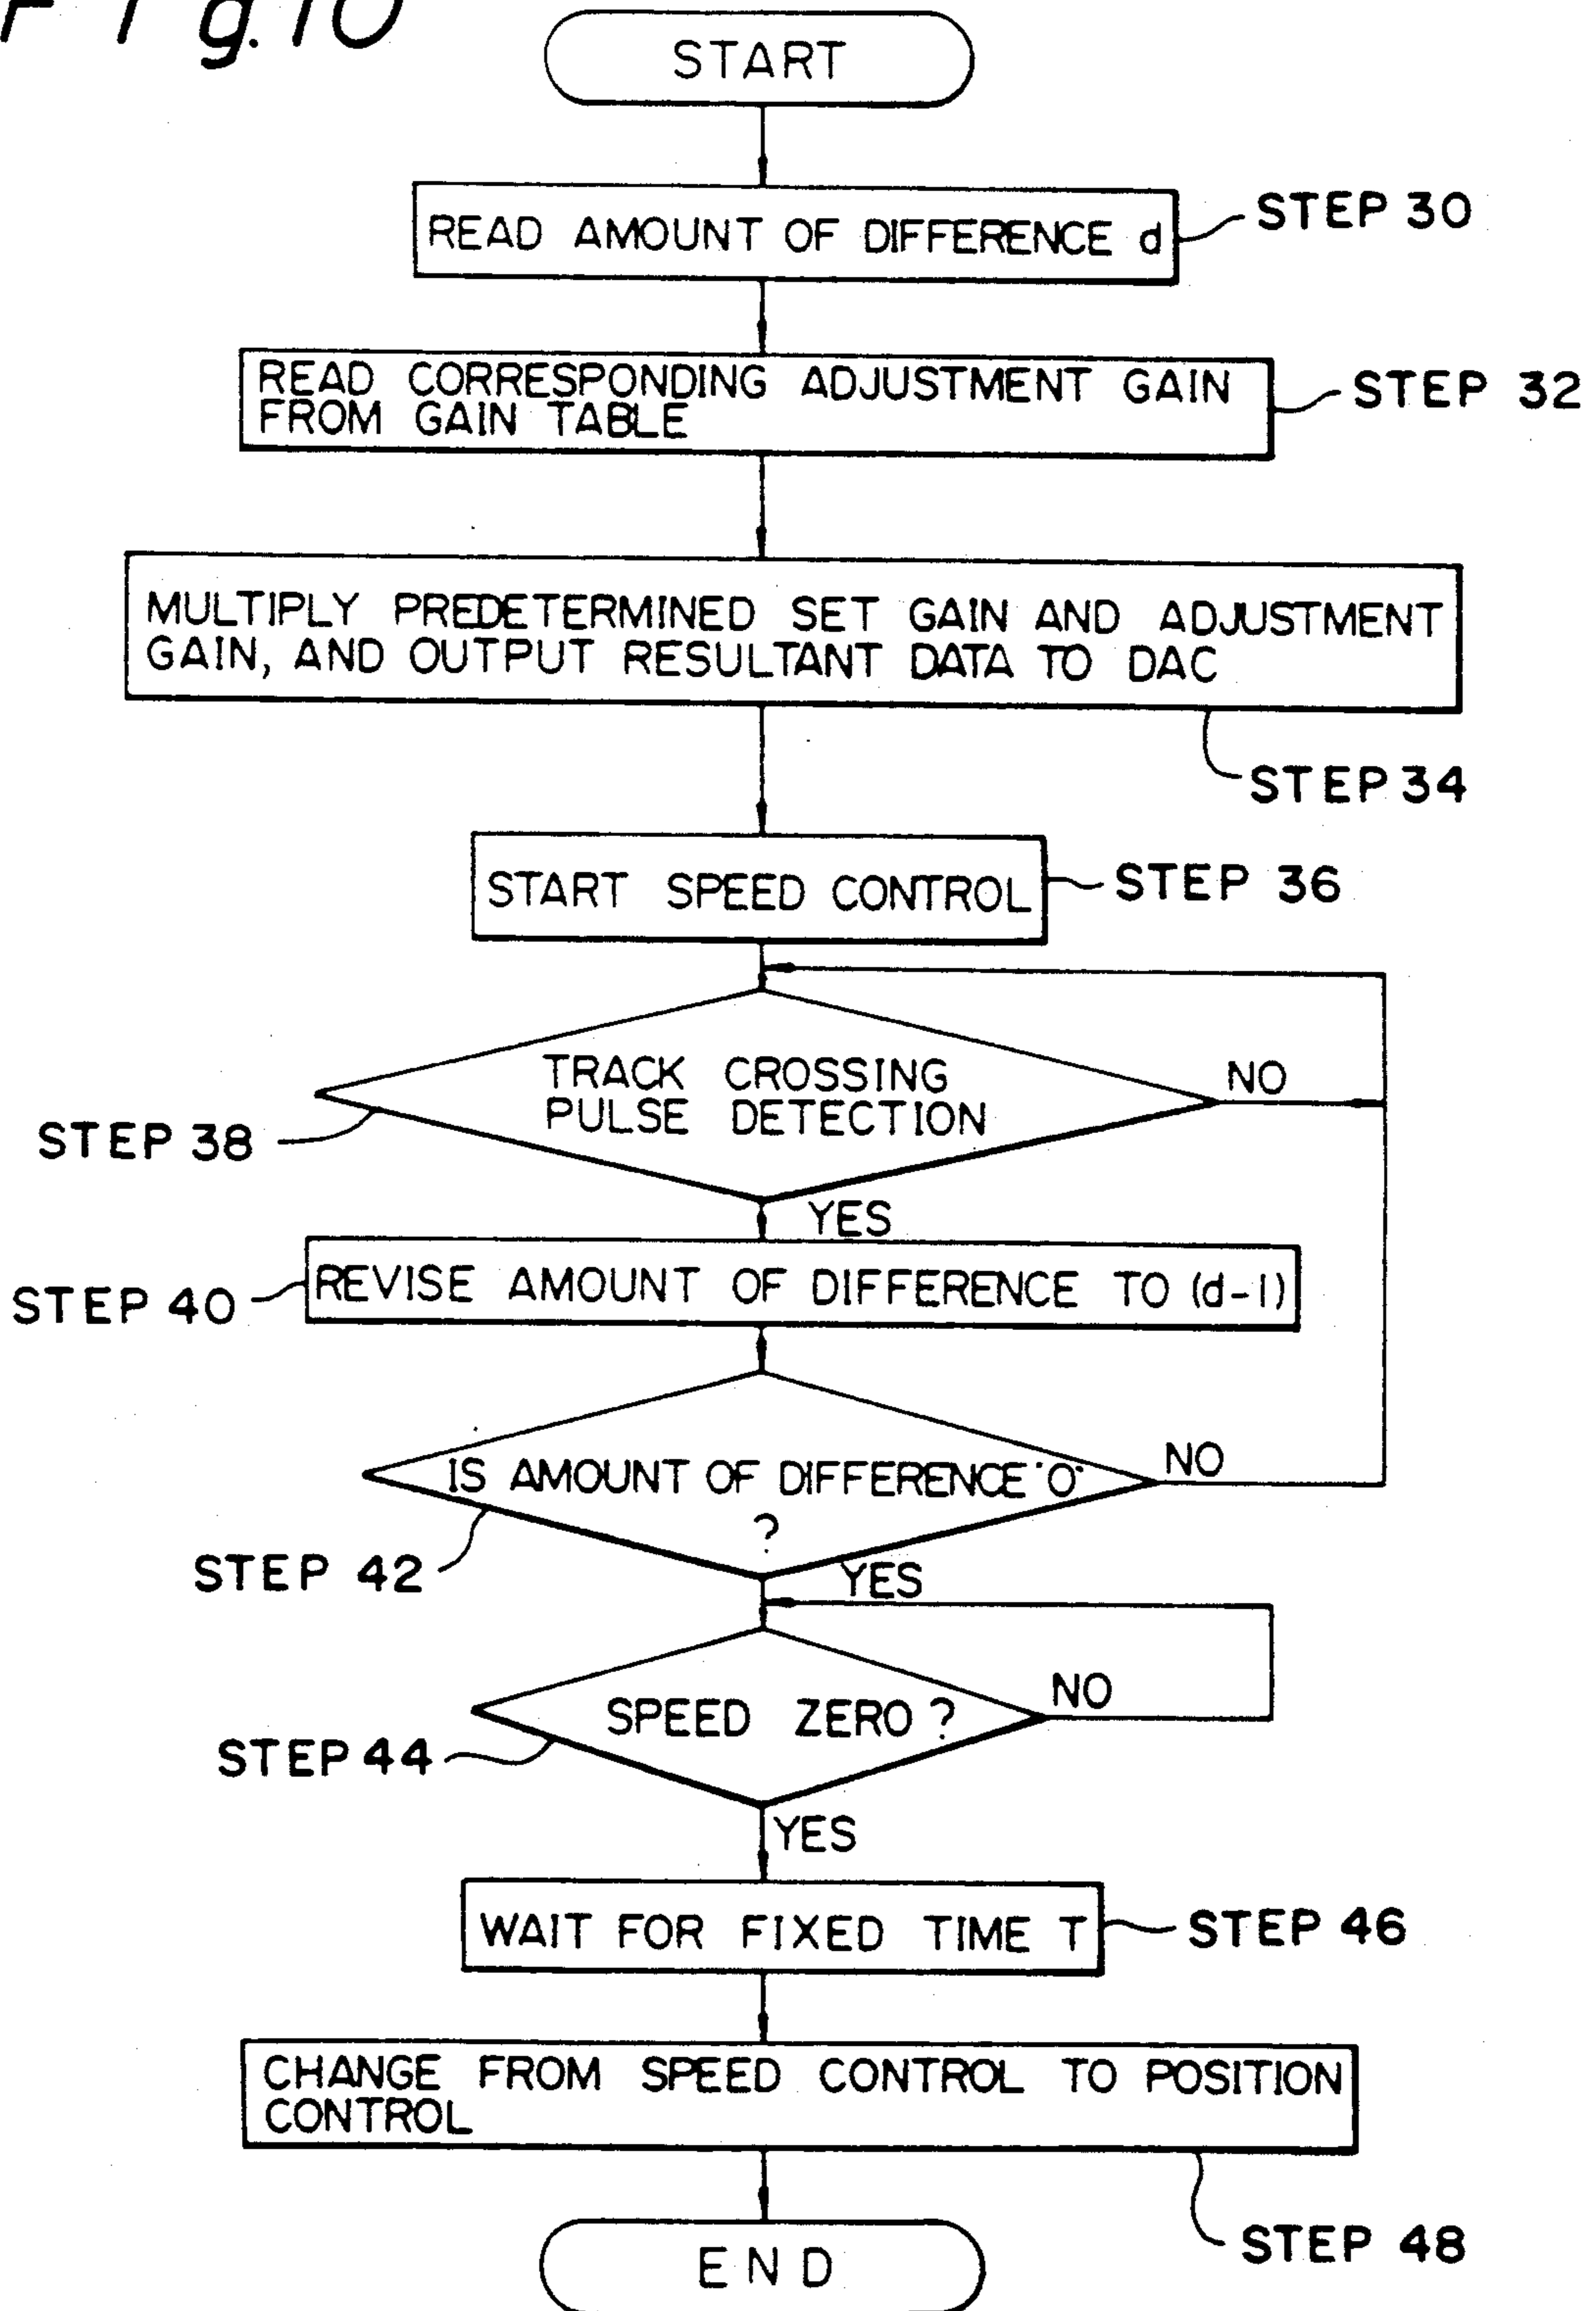 Fig. 10
START
READ AMOUNT OF DIFFERENCE d
STEP 30
READ CORRESPONDING ADJUSTMENT GAIN
FROM GAIN TABLE
STEP 32
MULTIPLY PREDETERMINED SET GAIN AND ADJUSTMENT
GAIN, AND OUTPUT RESULTANT DATA TO DAC
STEP 34
START SPEED CONTROL
STEP 36
TRACK CROSSING
PULSE DETECTION
NO
STEP 38
YES
REVISE AMOUNT OF DIFFERENCE TO (d-1)
STEP 40
IS AMOUNT OF DIFFERENCE "0"
?
NO
STEP 42
YES
SPEED ZERO ?
NO
STEP 44
YES
WAIT FOR FIXED TIME T
STEP 46
CHANGE FROM SPEED CONTROL TO POSITION
CONTROL
STEP 48
END